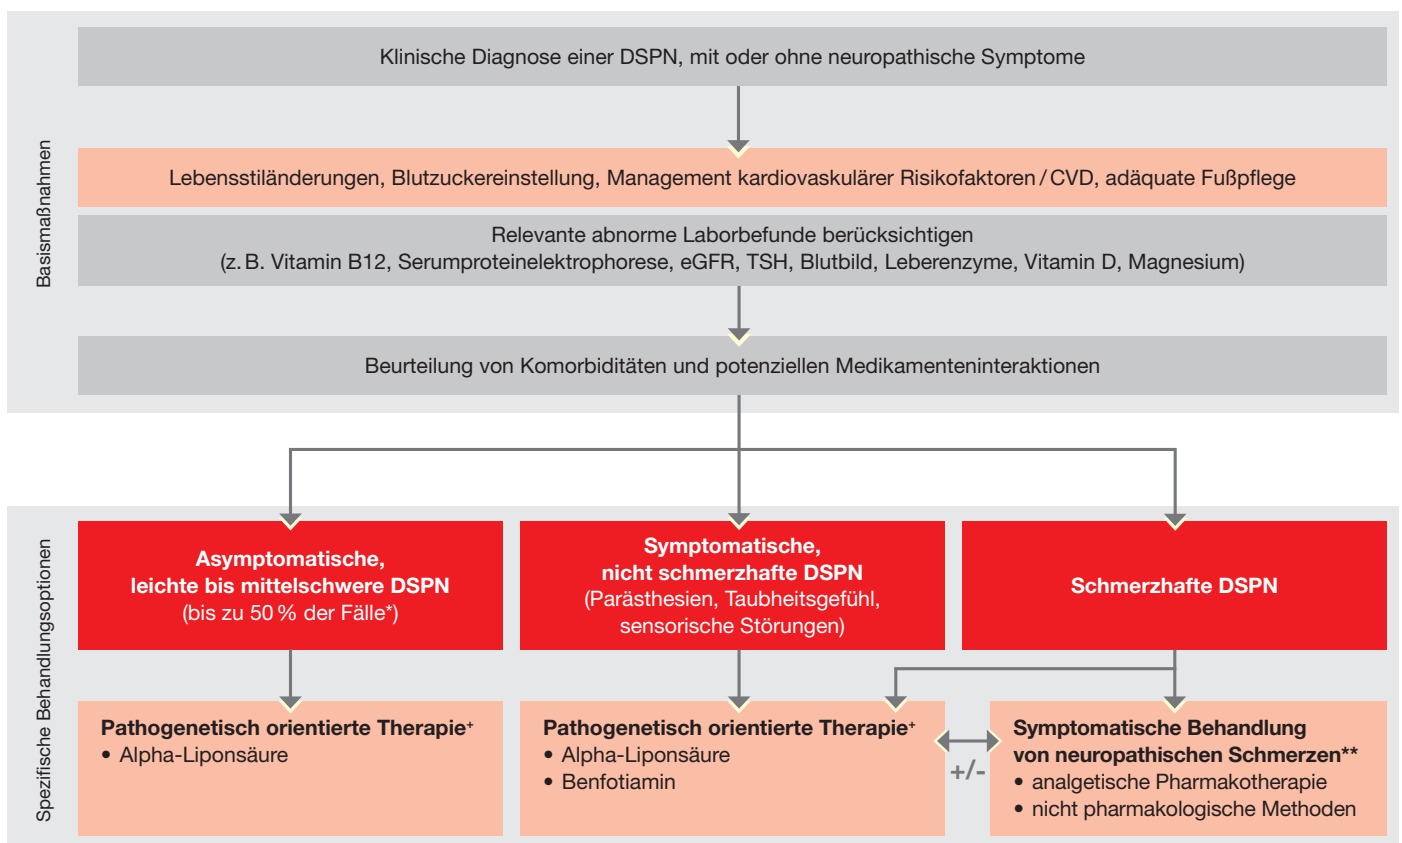 Basismaßnahmen
Klinische Diagnose einer DSPN, mit oder ohne neuropathische Symptome
Lebensstiländerungen, Blutzuckereinstellung, Management kardiovaskulärer Risikofaktoren / CVD, adäquate Fußpflege
Relevante abnorme Laborbefunde berücksichtigen
(z. B. Vitamin B12, Serumproteinelektrophorese, eGFR, TSH, Blutbild, Leberenzyme, Vitamin D, Magnesium)
Beurteilung von Komorbiditäten und potenziellen Medikamenteninteraktionen
Spezifische Behandlungsoptionen
Asymptomatische,
leichte bis mittelschwere DSPN
(bis zu 50 % der Fälle*)
Symptomatische,
nicht schmerzhafte DSPN
(Parästhesien, Taubheitsgefühl,
sensorische Störungen)
Schmerzhafte DSPN
Pathogenetisch orientierte Therapie⁺
• Alpha-Liponsäure
Pathogenetisch orientierte Therapie⁺
• Alpha-Liponsäure
• Benfotiamin
+/-
Symptomatische Behandlung
von neuropathischen Schmerzen**
• analgetische Pharmakotherapie
• nicht pharmakologische Methoden